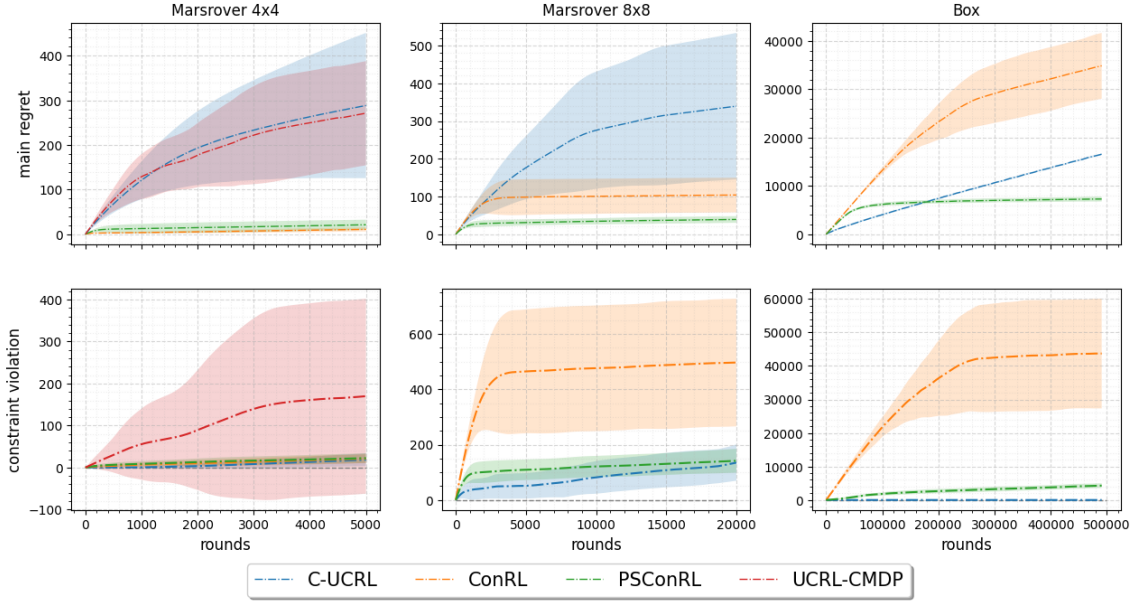 Marsrover 4x4
Marsrover 8x8
Box
main regret
400
300
200
100
0
500
400
300
200
100
0
40000
30000
20000
10000
0
constraint violation
400
300
200
100
0
−100
600
400
200
0
60000
50000
40000
30000
20000
10000
0
0 1000 2000 3000 4000 5000
0 5000 10000 15000 20000
0 100000 200000 300000 400000 500000
rounds
rounds
rounds
C-UCRL ConRL PSConRL UCRL-CMDP